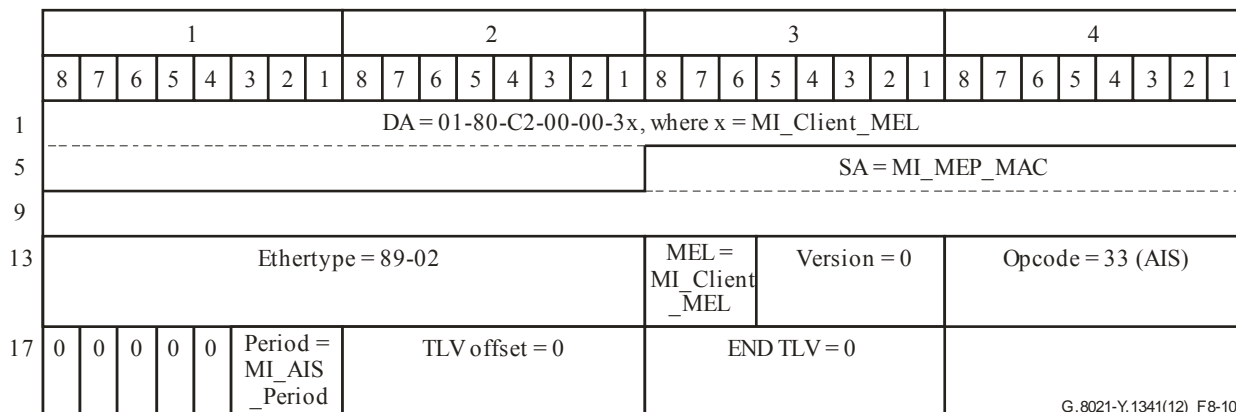 1 2 3 4
8 7 6 5 4 3 2 1 8 7 6 5 4 3 2 1 8 7 6 5 4 3 2 1 8 7 6 5 4 3 2 1
1 DA = 01-80-C2-00-00-3x, where x = MI_Client_MEL
5 SA = MI_MEP_MAC
9
13 Ethertype = 89-02 MEL = MI_Client_MEL Version = 0 Opcode = 33 (AIS)
17 0 0 0 0 0 Period = MI_AIS_Period TLV offset = 0 END TLV = 0
G.8021-Y.1341(12)_F8-10